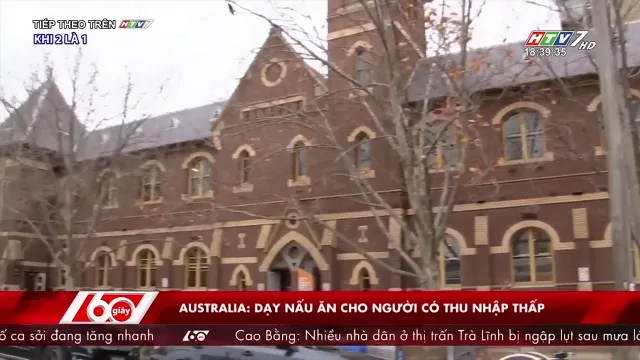 TIẾP THEO TRÊN HTV7
KHI 2 LÀ 1
HTV7 HD
18:39:35
60 giây
AUSTRALIA: DẠY NẤU ĂN CHO NGƯỜI CÓ THU NHẬP THẤP
ố ca sởi đang tăng nhanh 60 Cao Bằng: Nhiều nhà dân ở thị trấn Trà Lĩnh bị ngập lụt sau mưa l